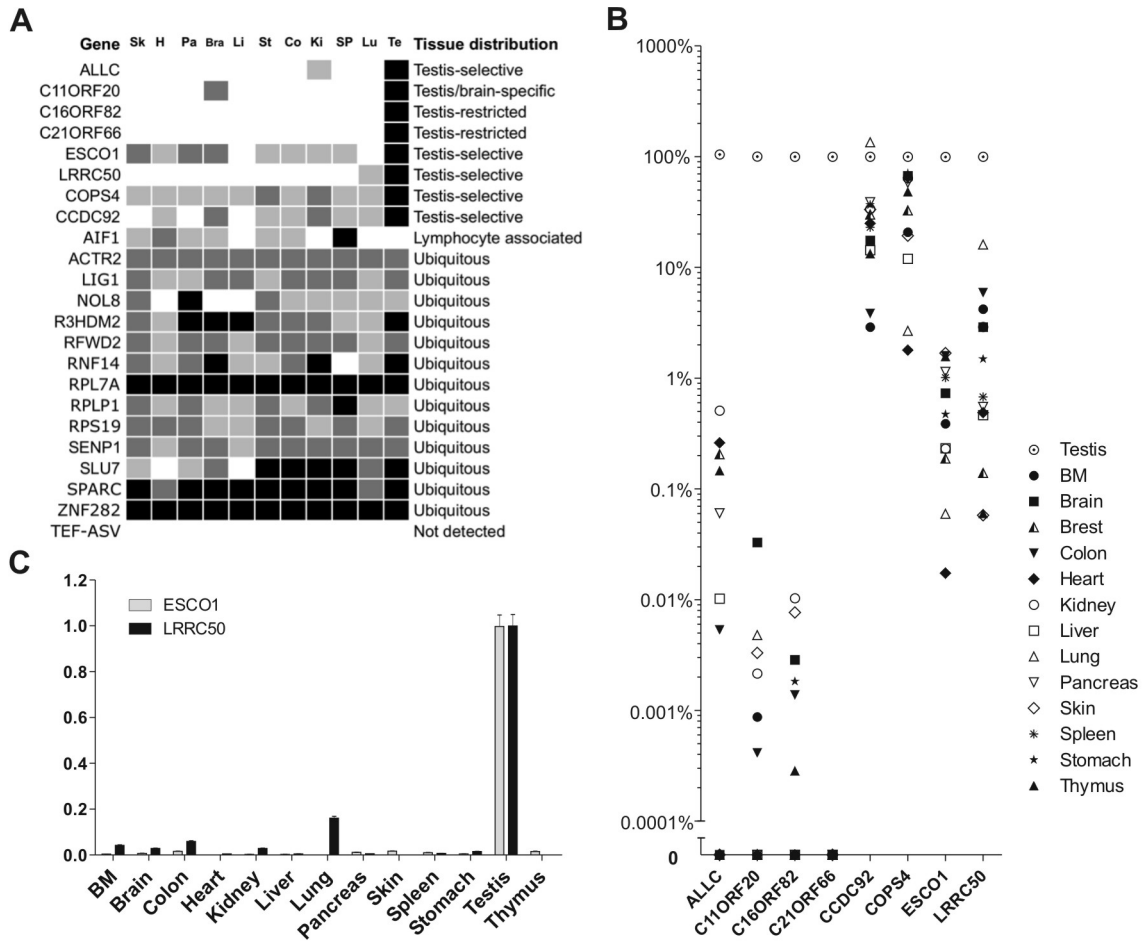 A
Gene Sk H Pa Bra Li St Co Ki SP Lu Te Tissue distribution
ALLC Testis-selective
C11ORF20 Testis/brain-specific
C16ORF82 Testis-restricted
C21ORF66 Testis-restricted
ESCO1 Testis-selective
LRRC50 Testis-selective
COPS4 Testis-selective
CCDC92 Testis-selective
AIF1 Lymphocyte associated
ACTR2 Ubiquitous
LIG1 Ubiquitous
NOL8 Ubiquitous
R3HDM2 Ubiquitous
RFWD2 Ubiquitous
RNF14 Ubiquitous
RPL7A Ubiquitous
RPLP1 Ubiquitous
RPS19 Ubiquitous
SENP1 Ubiquitous
SLU7 Ubiquitous
SPARC Ubiquitous
ZNF282 Ubiquitous
TEF-ASV Not detected
B
1000%
100%
10%
1%
0.1%
0.01%
0.001%
0.0001%
0
ALLC
C11ORF20
C16ORF82
C21ORF66
CCDC92
COPS4
ESCO1
LRRC50
Testis
BM
Brain
Brest
Colon
Heart
Kidney
Liver
Lung
Pancreas
Skin
Spleen
Stomach
Thymus
C
1.2
1.0
0.8
0.6
0.4
0.2
0.0
ESCO1
LRRC50
BM
Brain
Colon
Heart
Kidney
Liver
Lung
Pancreas
Skin
Spleen
Stomach
Testis
Thymus